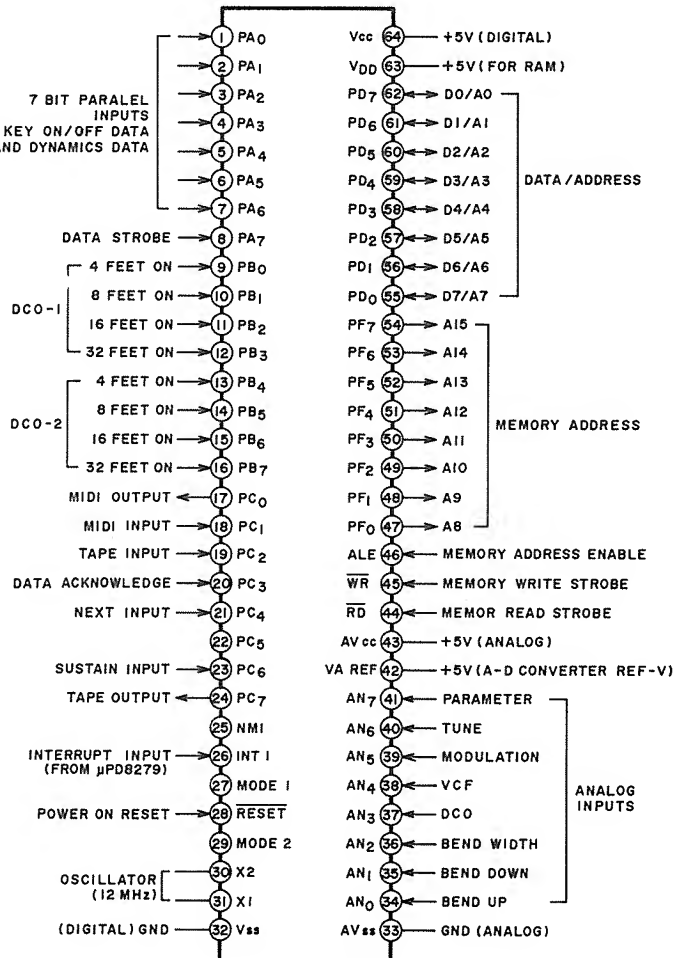 1 PA0
2 PA1
3 PA2
4 PA3
5 PA4
6 PA5
7 PA6
7 BIT PARALEL
INPUTS
KEY ON/OFF DATA
AND DYNAMICS DATA
DATA STROBE 8 PA7
DCO-1
4 FEET ON 9 PB0
8 FEET ON 10 PB1
16 FEET ON 11 PB2
32 FEET ON 12 PB3
DCO-2
4 FEET ON 13 PB4
8 FEET ON 14 PB5
16 FEET ON 15 PB6
32 FEET ON 16 PB7
MIDI OUTPUT 17 PC0
MIDI INPUT 18 PC1
TAPE INPUT 19 PC2
DATA ACKNOWLEDGE 20 PC3
NEXT INPUT 21 PC4
22 PC5
SUSTAIN INPUT 23 PC6
TAPE OUTPUT 24 PC7
25 NMI
INTERRUPT INPUT 26 INT 1
(FROM μPD8279)
27 MODE 1
POWER ON RESET 28 RESET
29 MODE 2
30 X2
OSCILLATOR
(12 MHz)
31 X1
(DIGITAL) GND 32 Vss
Vcc 64 +5V (DIGITAL)
VDD 63 +5V (FOR RAM)
PD7 62 D0/A0
PD6 61 D1/A1
PD5 60 D2/A2
PD4 59 D3/A3
PD3 58 D4/A4
PD2 57 D5/A5
PD1 56 D6/A6
PD0 55 D7/A7
DATA/ADDRESS
PF7 54 A15
PF6 53 A14
PF5 52 A13
PF4 51 A12
PF3 50 A11
PF2 49 A10
PF1 48 A9
PF0 47 A8
MEMORY ADDRESS
ALE 46 MEMORY ADDRESS ENABLE
WR 45 MEMORY WRITE STROBE
RD 44 MEMOR READ STROBE
AVcc 43 +5V (ANALOG)
VA REF 42 +5V (A-D CONVERTER REF-V)
AN7 41 PARAMETER
AN6 40 TUNE
AN5 39 MODULATION
AN4 38 VCF
AN3 37 DCO
AN2 36 BEND WIDTH
AN1 35 BEND DOWN
AN0 34 BEND UP
ANALOG
INPUTS
AVss 33 GND (ANALOG)